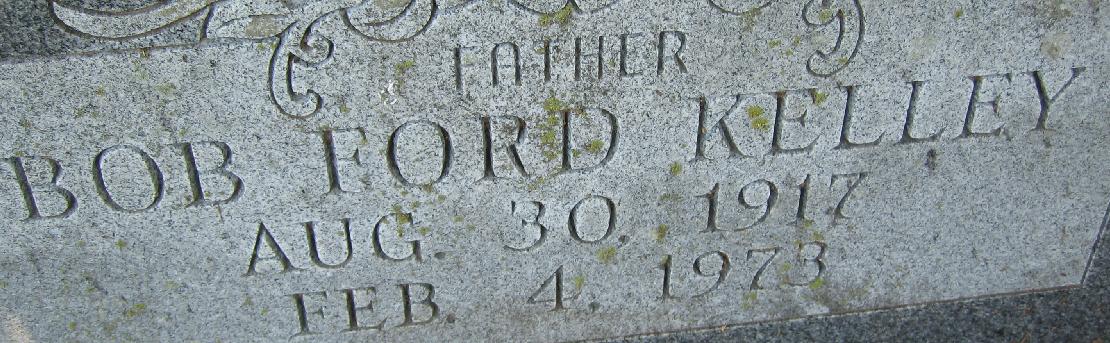 FATHER
BOB FORD KELLEY
AUG. 30, 1917
FEB. 4. 1973